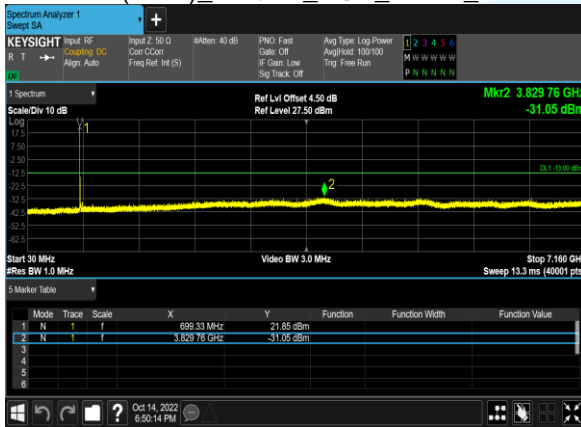 Spectrum Analyzer 1
Swept SA
+
KEYSIGHT Input: RF Input Z: 50 Ω #Atten: 40 dB PNO: Fast Avg Type: Log-Power 1 2 3 4 5 6
R T Coupling: DC Corr CCorr Gate: Off Avg|Hold: 100/100 M W W W W W
Align: Auto Freq Ref: Int (S) IF Gain: Low Trig: Free Run P N N N N N
Sig Track: Off
1 Spectrum Ref Lvl Offset 4.50 dB Mkr2 3.829 76 GHz
Scale/Div 10 dB Ref Level 27.50 dBm -31.05 dBm
Log
1
17.5
7.50
-2.50
DL1 -13.00 dBm
-12.5
2
-22.5
-32.5
-42.5
-52.5
-62.5
Start 30 MHz Video BW 3.0 MHz Stop 7.160 GH
#Res BW 1.0 MHz Sweep 13.3 ms (40001 pts
5 Marker Table
Mode Trace Scale X Y Function Function Width Function Value
1 N 1 f 699.33 MHz 21.85 dBm
2 N 1 f 3.829 76 GHz -31.05 dBm
3
4
5
6
? Oct 14, 2022
6:50:14 PM